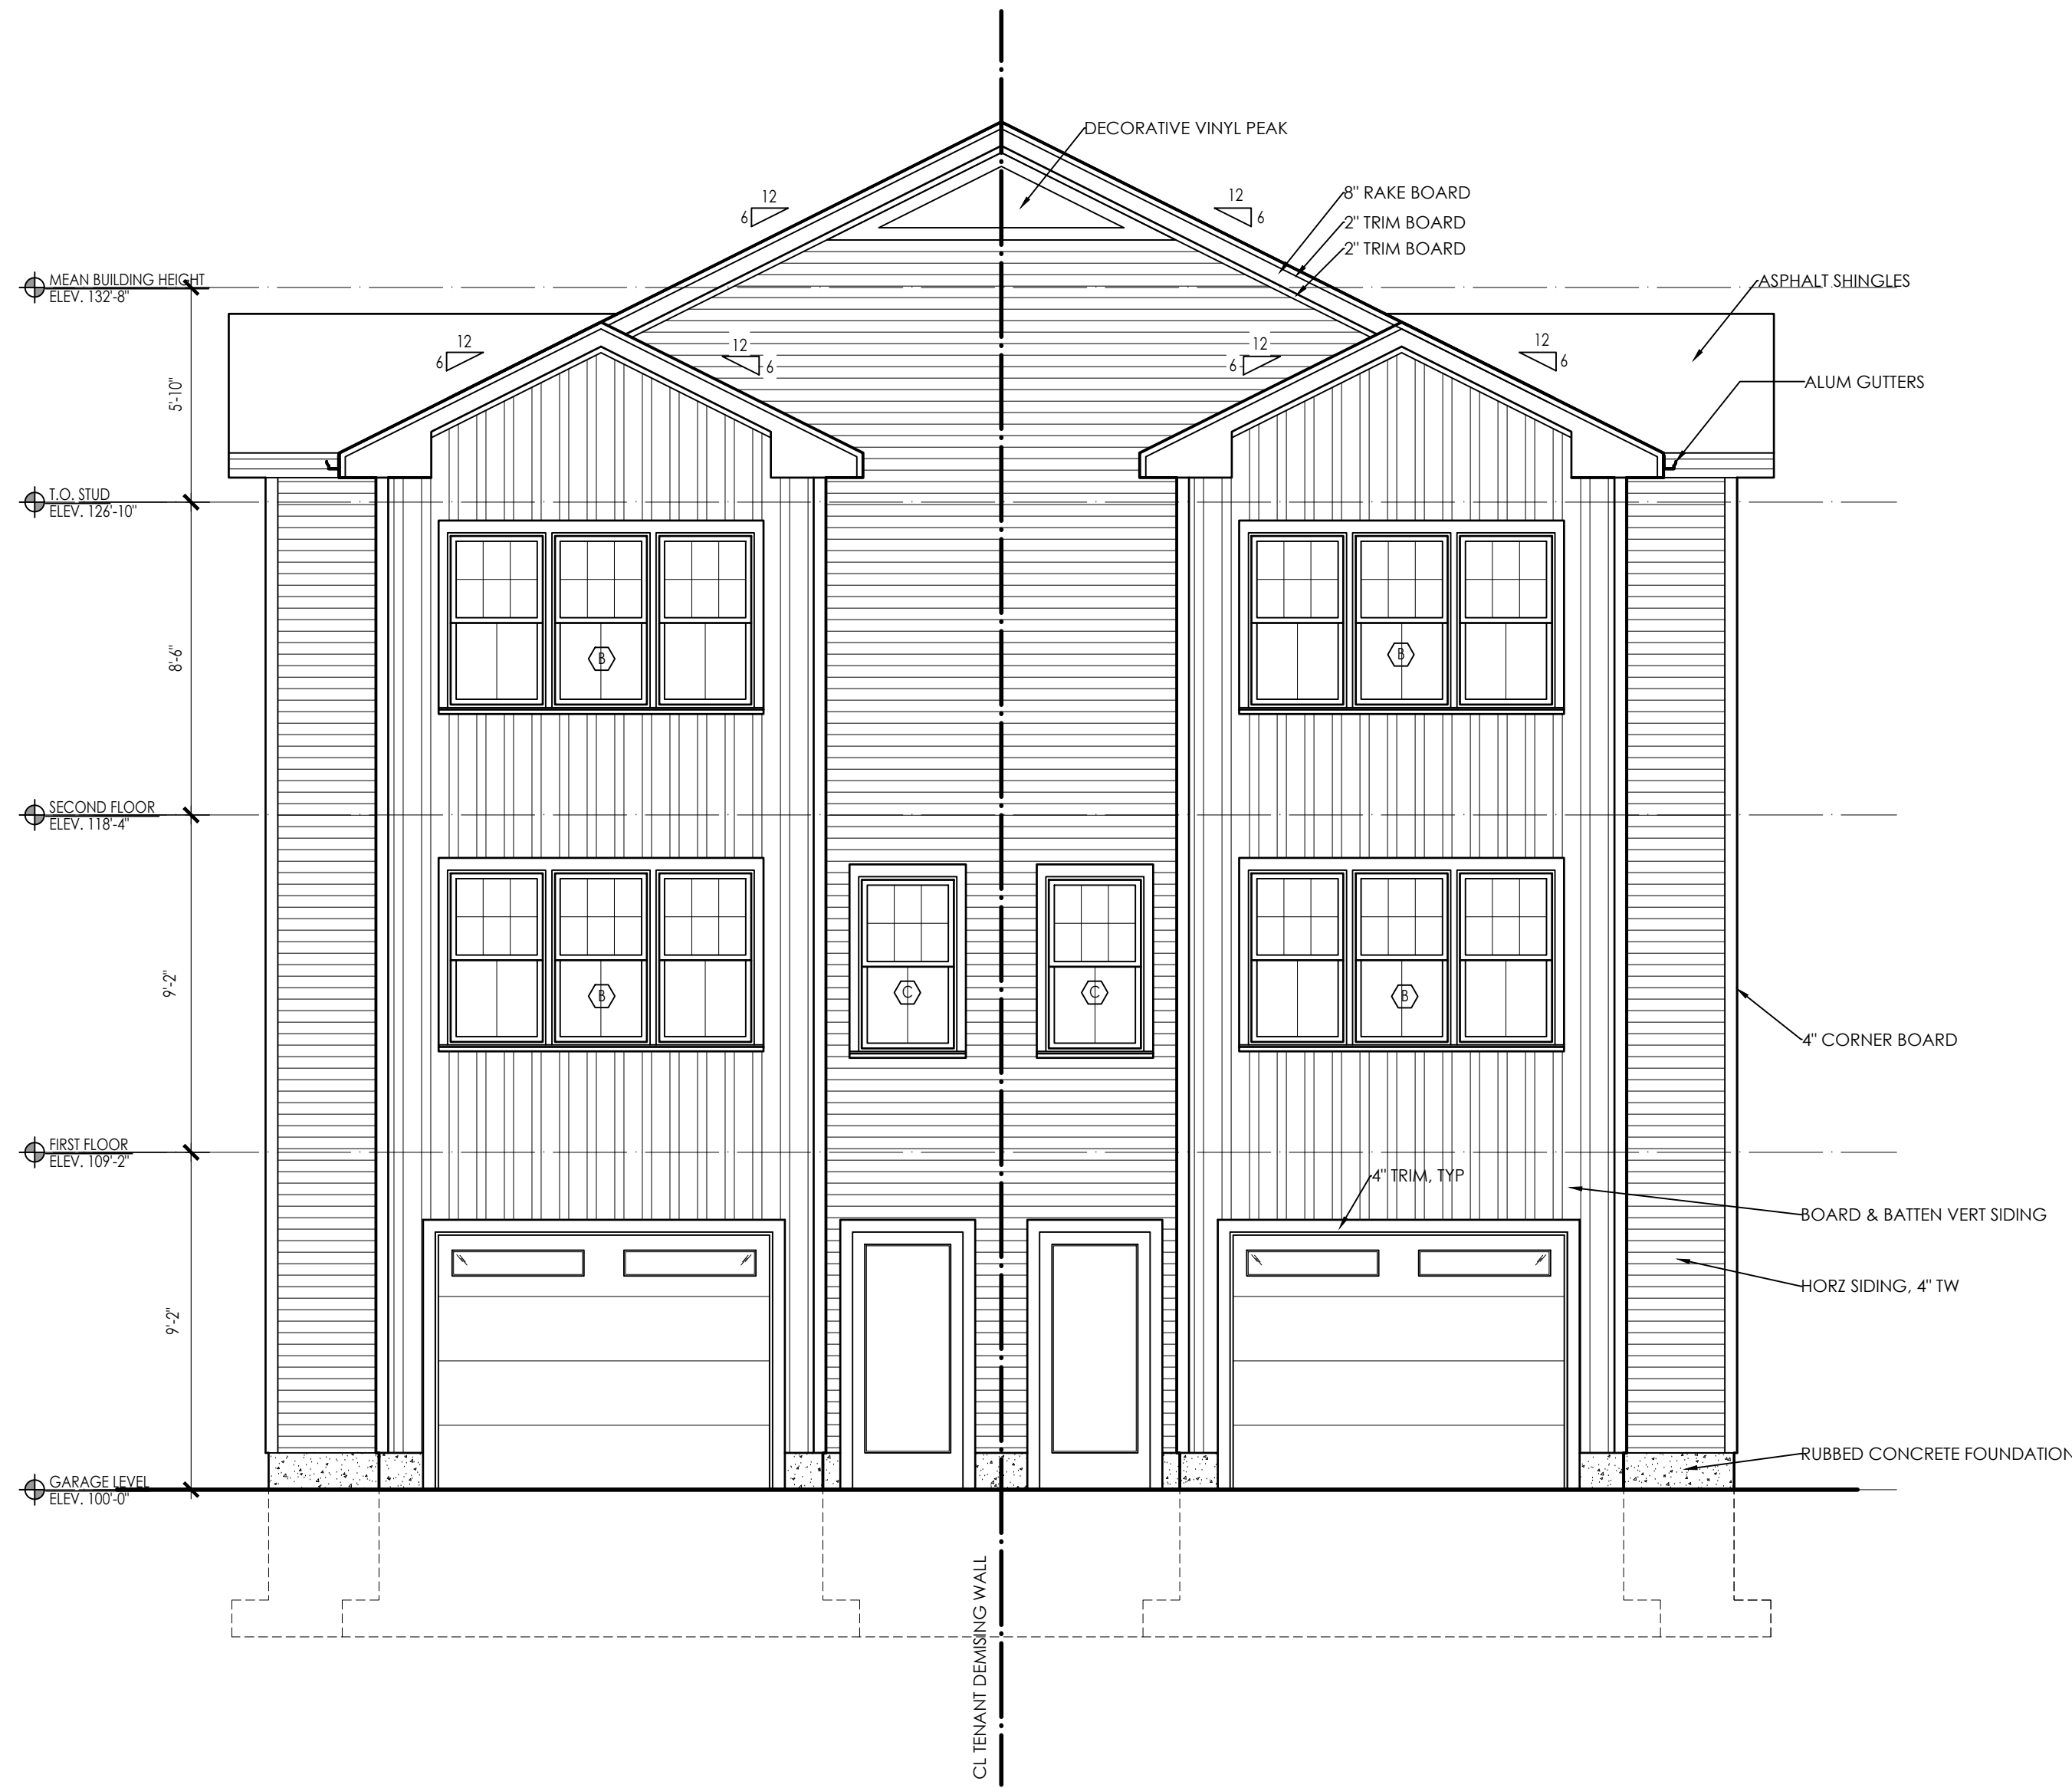 DECORATIVE VINYL PEAK
12
6
12
6
8" RAKE BOARD
2" TRIM BOARD
2" TRIM BOARD
MEAN BUILDING HEIGHT
ELEV. 132'-8"
ASPHALT SHINGLES
12
6
12
6
12
6
12
6
ALUM GUTTERS
5'-10"
T.O. STUD
ELEV. 126'-10"
8'-6"
B
B
SECOND FLOOR
ELEV. 118'-4"
9'-2"
B
C
C
B
4" CORNER BOARD
FIRST FLOOR
ELEV. 109'-2"
4" TRIM, TYP
BOARD & BATTEN VERT SIDING
HORZ SIDING, 4" TW
9'-2"
RUBBED CONCRETE FOUNDATION
GARAGE LEVEL
ELEV. 100'-0"
CL TENANT DEMISING WALL